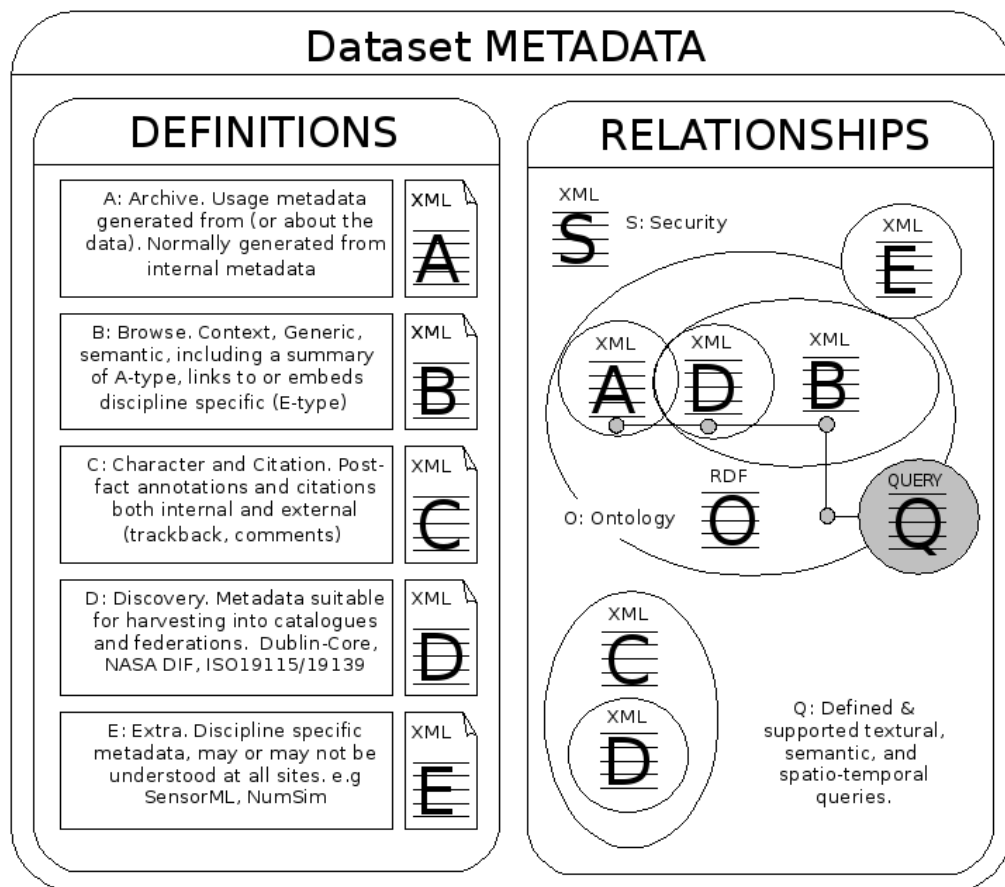 Dataset METADATA
DEFINITIONS
A: Archive. Usage metadata
generated from (or about the
data). Normally generated from
internal metadata
XML
A
B: Browse. Context, Generic,
semantic, including a summary
of A-type, links to or embeds
discipline specific (E-type)
XML
B
C: Character and Citation. Post-
fact annotations and citations
both internal and external
(trackback, comments)
XML
C
D: Discovery. Metadata suitable
for harvesting into catalogues
and federations. Dublin-Core,
NASA DIF, ISO19115/19139
XML
D
E: Extra. Discipline specific
metadata, may or may not be
understood at all sites. e.g
SensorML, NumSim
XML
E
RELATIONSHIPS
XML
S
S: Security
XML
E
XML
A
XML
D
XML
B
RDF
O
O: Ontology
QUERY
Q
XML
C
XML
D
Q: Defined &
supported textural,
semantic, and
spatio-temporal
queries.